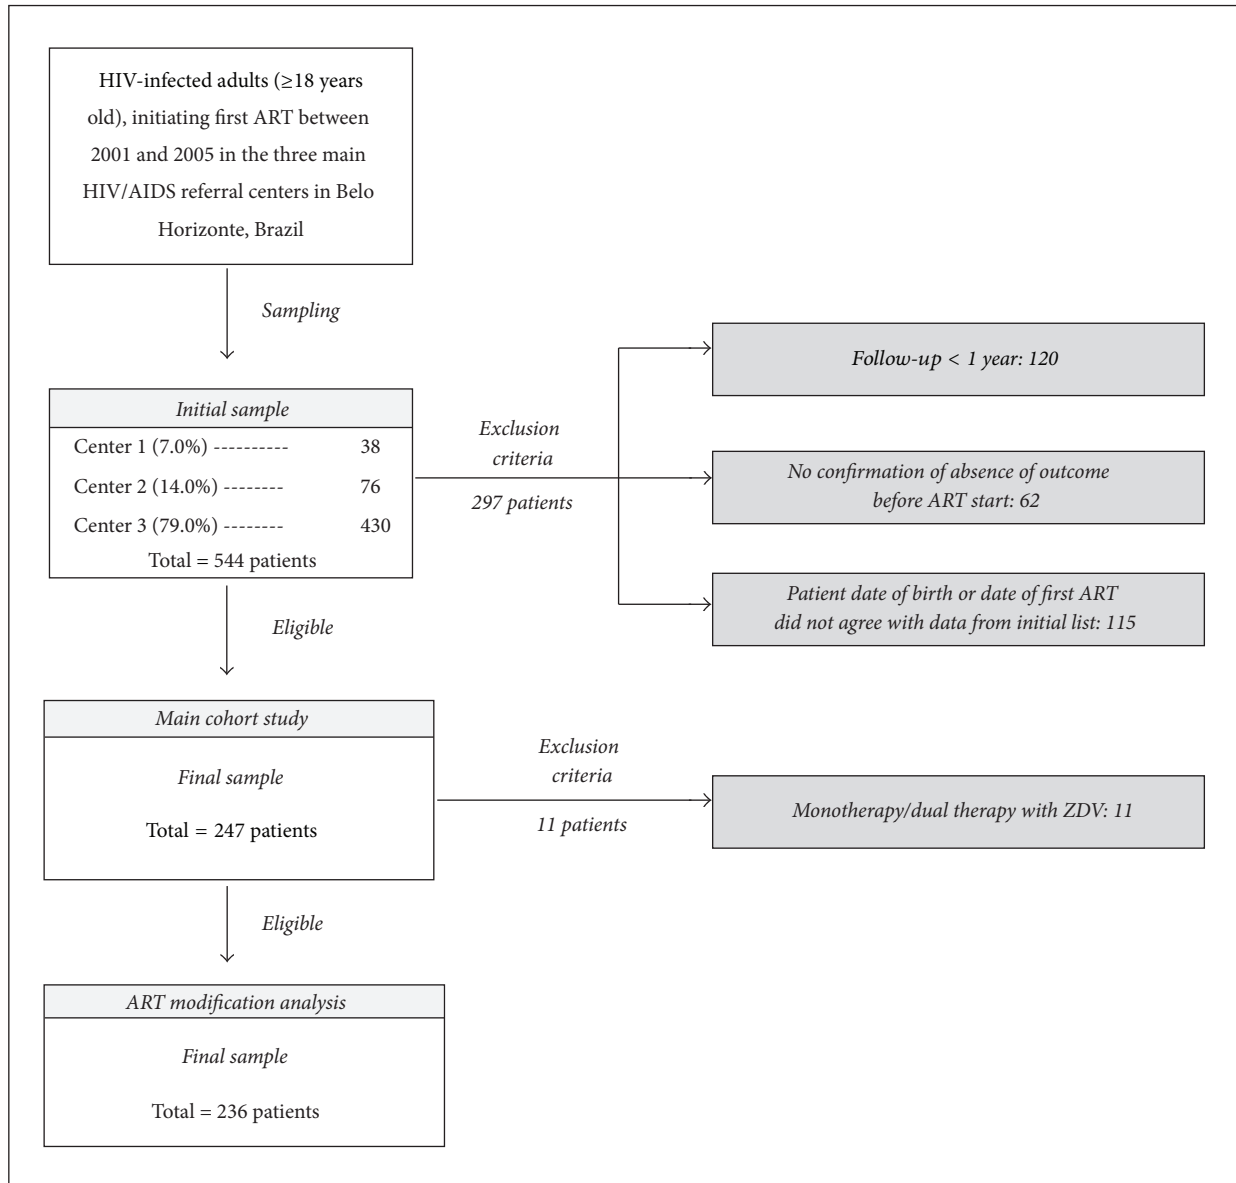 HIV-infected adults (≥18 years
old), initiating first ART between
2001 and 2005 in the three main
HIV/AIDS referral centers in Belo
Horizonte, Brazil
Sampling
Initial sample
Center 1 (7.0%) ---------- 38
Center 2 (14.0%) -------- 76
Center 3 (79.0%) -------- 430
Total = 544 patients
Exclusion
criteria
297 patients
Follow-up < 1 year: 120
No confirmation of absence of outcome
before ART start: 62
Patient date of birth or date of first ART
did not agree with data from initial list: 115
Eligible
Main cohort study
Final sample
Total = 247 patients
Exclusion
criteria
11 patients
Monotherapy/dual therapy with ZDV: 11
Eligible
ART modification analysis
Final sample
Total = 236 patients